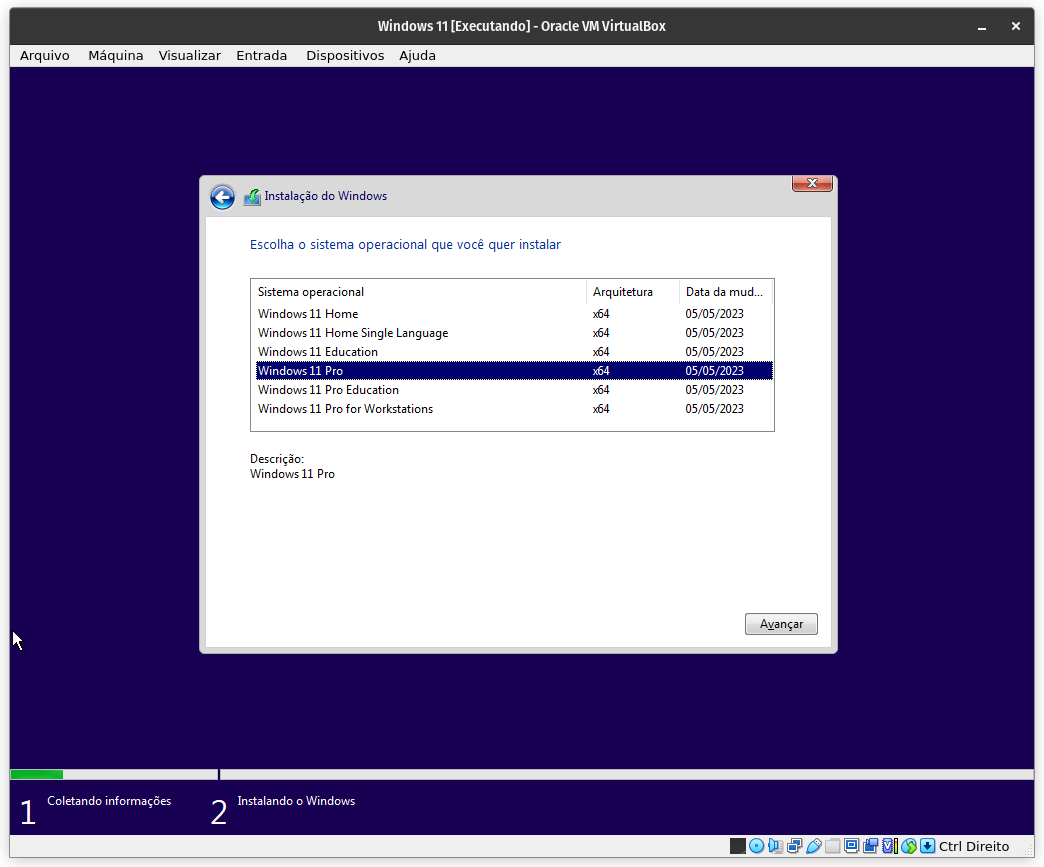 Windows 11 [Executando] - Oracle VM VirtualBox
Arquivo Máquina Visualizar Entrada Dispositivos Ajuda
Instalação do Windows
Escolha o sistema operacional que você quer instalar
Sistema operacional Arquitetura Data da mud...
Windows 11 Home x64 05/05/2023
Windows 11 Home Single Language x64 05/05/2023
Windows 11 Education x64 05/05/2023
Windows 11 Pro x64 05/05/2023
Windows 11 Pro Education x64 05/05/2023
Windows 11 Pro for Workstations x64 05/05/2023
Descrição:
Windows 11 Pro
Avançar
1 Coletando informações 2 Instalando o Windows
Ctrl Direito